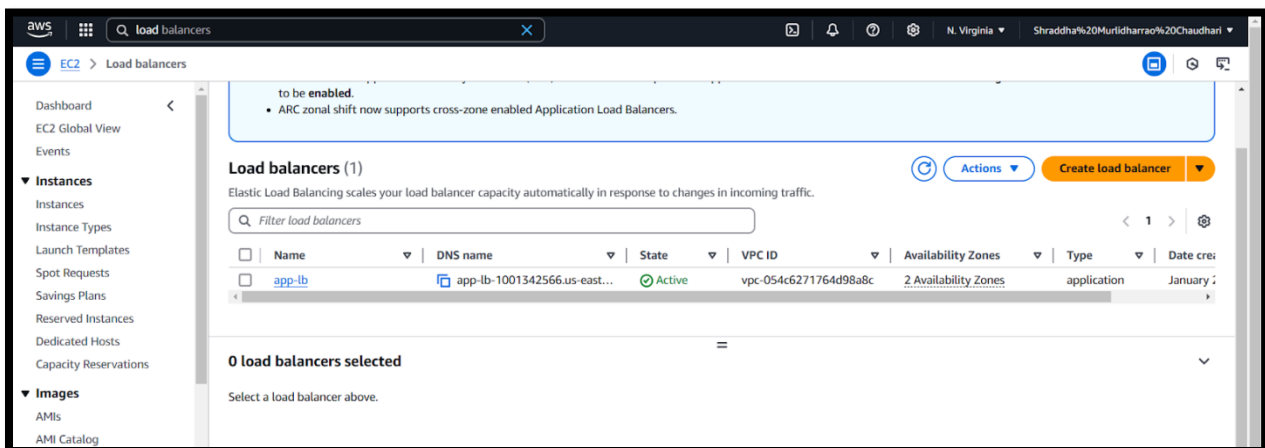 aws load balancers N. Virginia Shraddha%20Murlidharrao%20Chaudhari
EC2 > Load balancers
to be enabled.
• ARC zonal shift now supports cross-zone enabled Application Load Balancers.
Dashboard
EC2 Global View
Events
Instances
Instances
Instance Types
Launch Templates
Spot Requests
Savings Plans
Reserved Instances
Dedicated Hosts
Capacity Reservations
Images
AMIs
AMI Catalog
Load balancers (1) Actions Create load balancer
Elastic Load Balancing scales your load balancer capacity automatically in response to changes in incoming traffic.
Filter load balancers 1
Name DNS name State VPC ID Availability Zones Type Date crea
app-lb app-lb-1001342566.us-east... Active vpc-054c6271764d98a8c 2 Availability Zones application January 2
0 load balancers selected
Select a load balancer above.